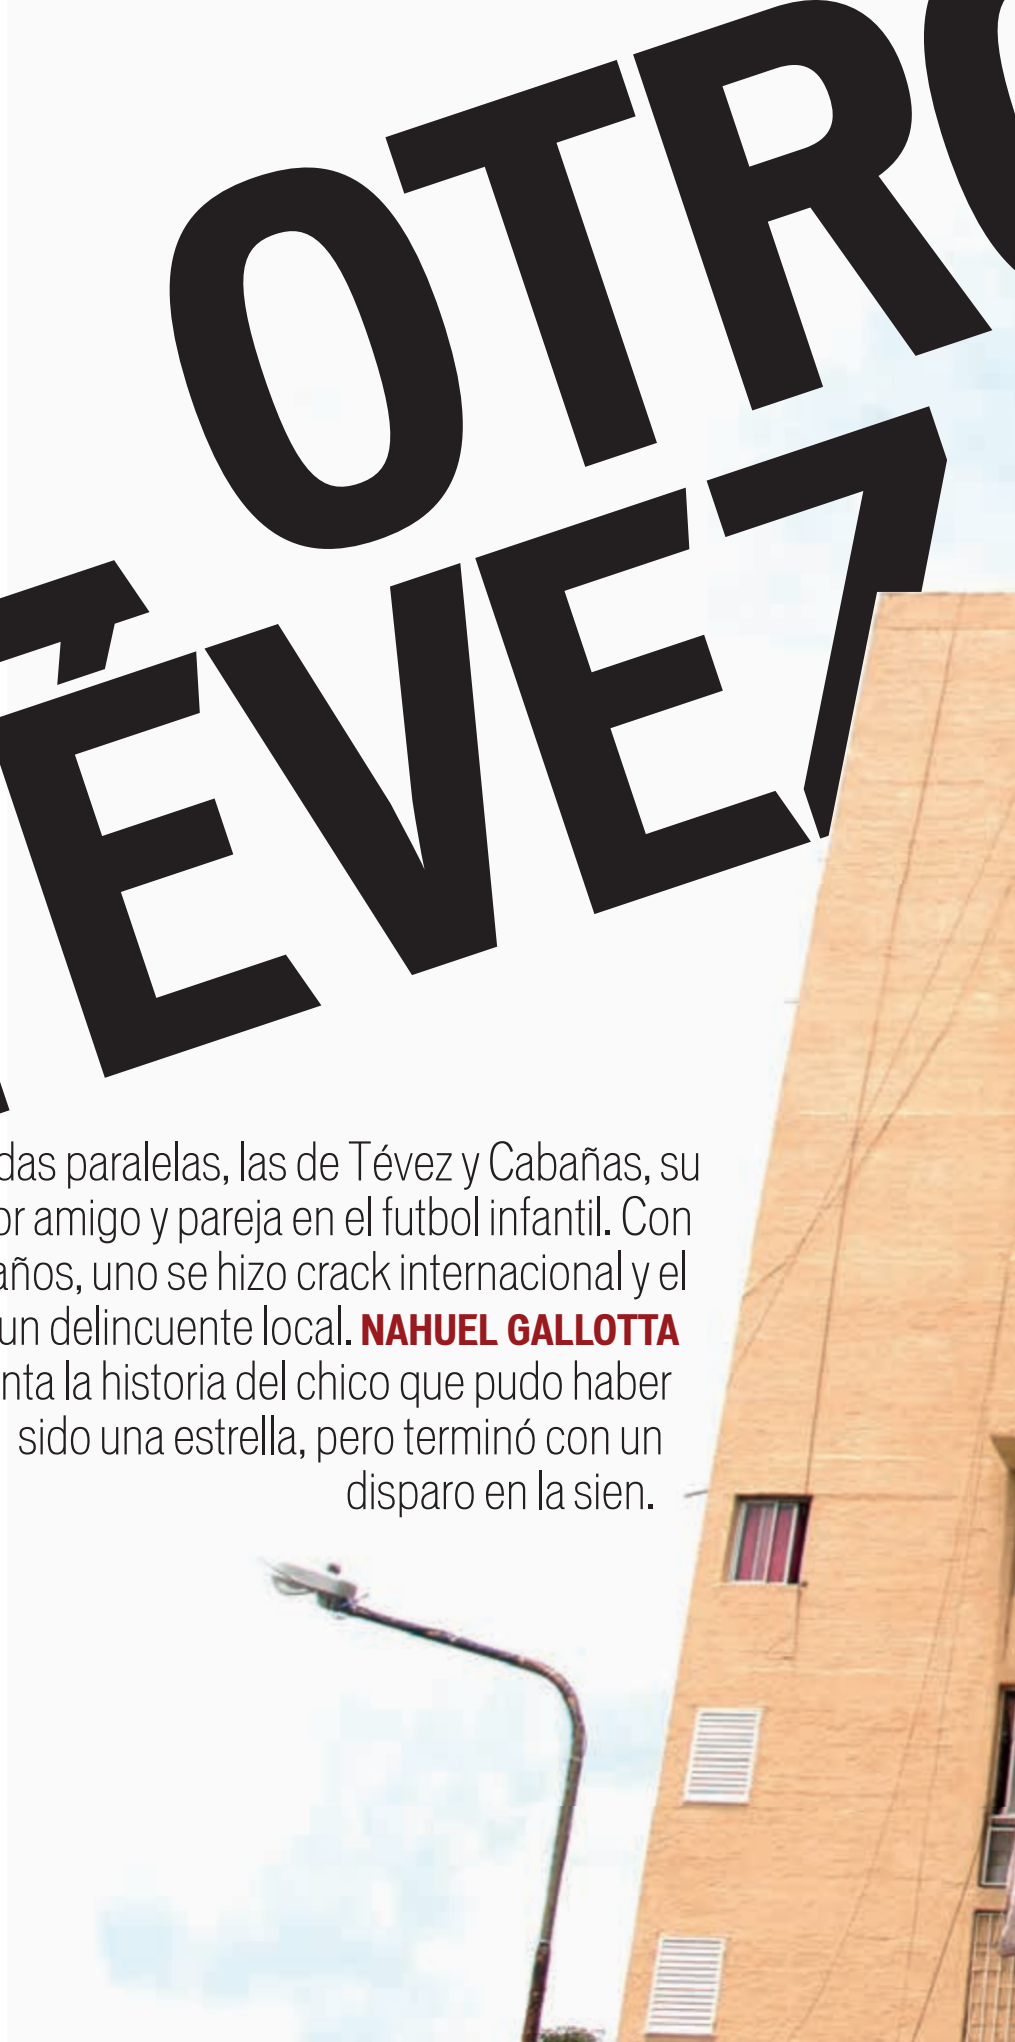 OTRO
TÉVEZ
das paralelas, las de Tévez y Cabañas, su
or amigo y pareja en el futbol infantil. Con
años, uno se hizo crack internacional y el
un delincuente local. NAHUEL GALLOTTA
nta la historia del chico que pudo haber
sido una estrella, pero terminó con un
disparo en la sien.